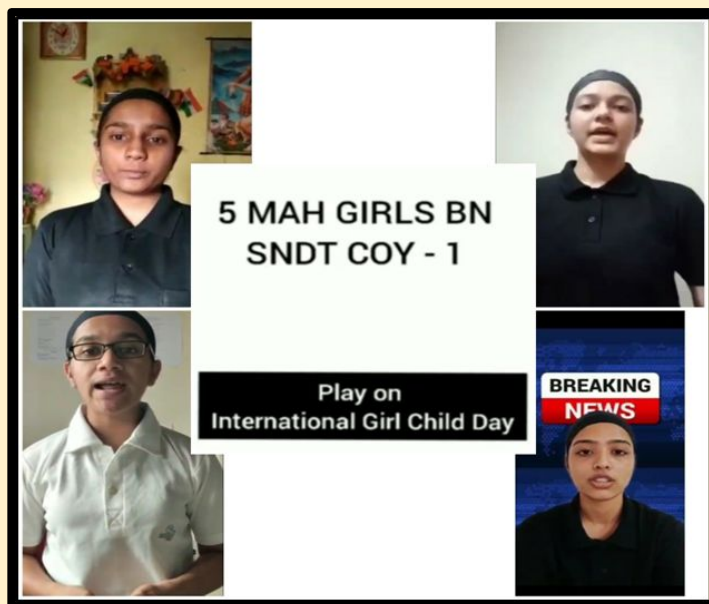 5 MAH GIRLS BN
SNDT COY - 1
Play on
International Girl Child Day
BREAKING
NEWS